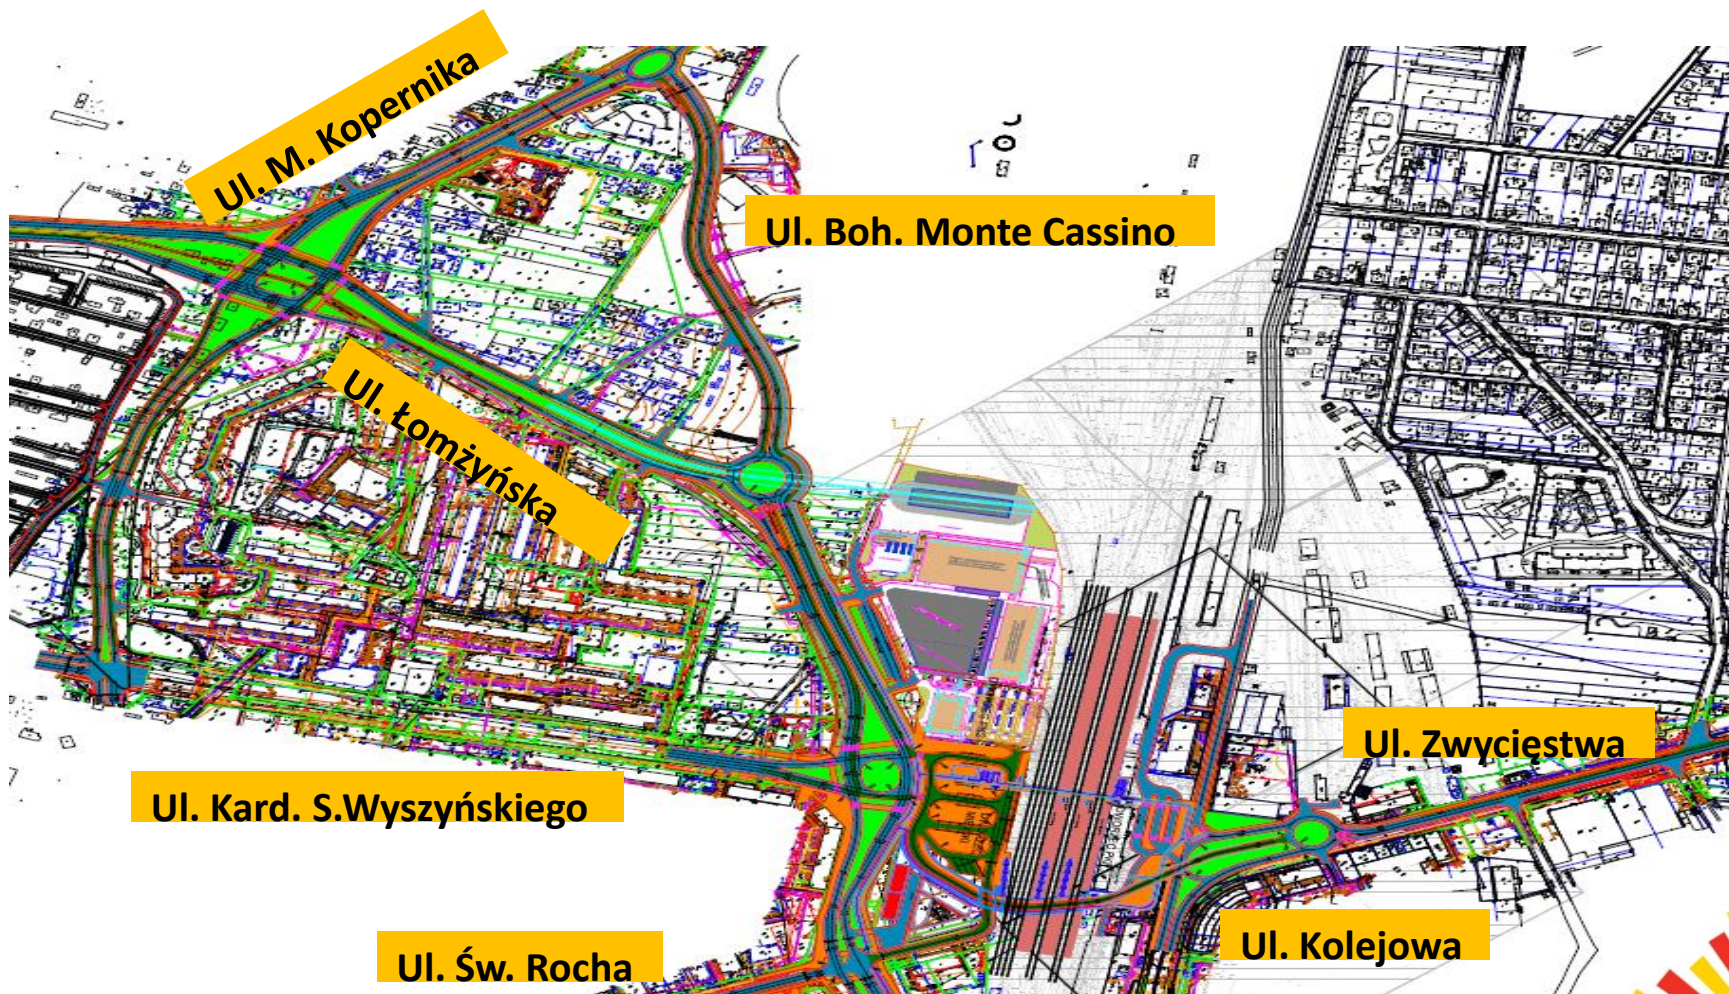 Ul. M. Kopernika
Ul. Boh. Monte Cassino
Ul. Łomżyńska
Ul. Zwycięstwa
Ul. Kard. S.Wyszyńskiego
Ul. Kolejowa
Ul. Św. Rocha